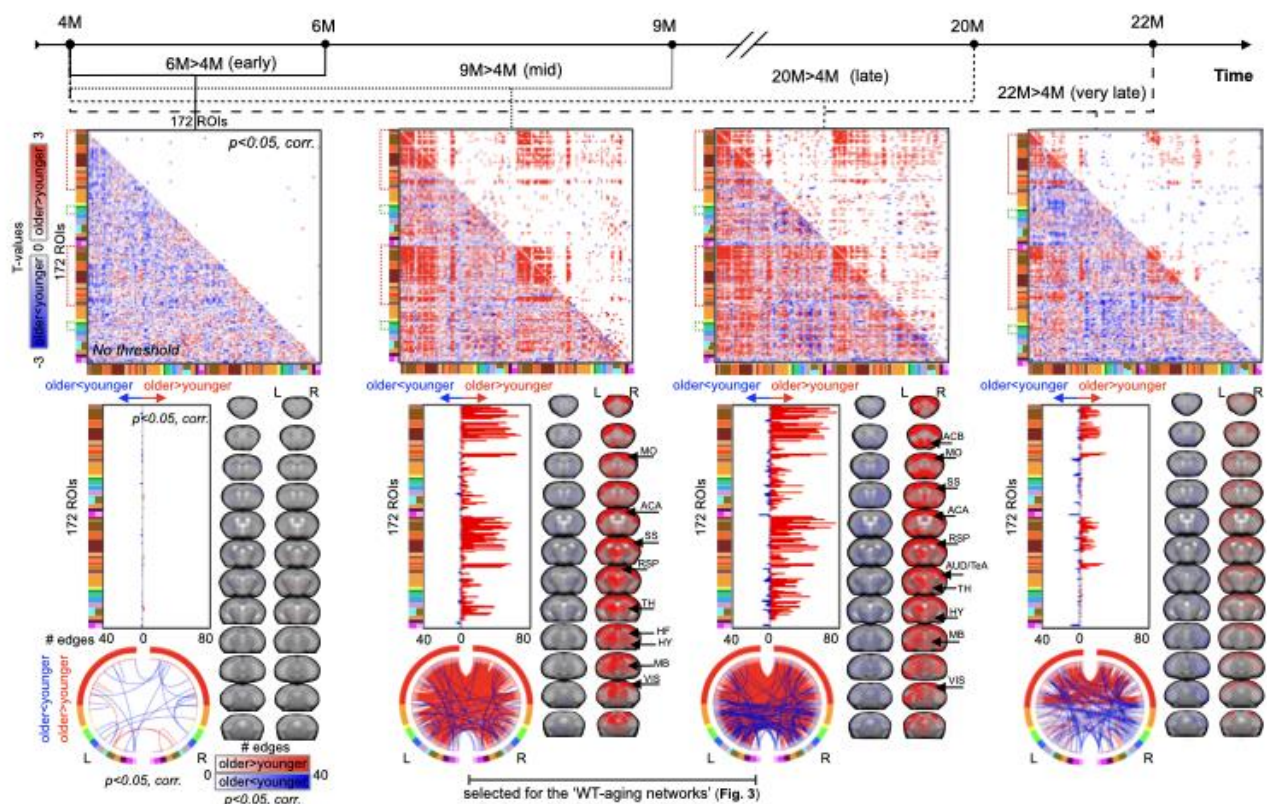 4M
6M
9M
20M
22M
6M>4M (early)
9M>4M (mid)
20M>4M (late)
Time
22M>4M (very late)
172 ROIs
p<0.05, corr.
T-values
-3 older<younger 0 older>younger 3
172 ROIs
No threshold
older<younger older>younger
L R
p<0.05, corr.
172 ROIs
# edges 40 0 80
older<younger
older>younger
L R
p<0.05, corr.
# edges
older>younger
0 40
older<younger
p<0.05, corr.
older<younger older>younger
L R
172 ROIs
MO
ACA
SS
RSP
TH
HF
HY
MB
VIS
40 0 80
L R
older<younger older>younger
L R
172 ROIs
ACB
MO
SS
ACA
RSP
AUD/TeA
TH
HY
MB
VIS
40 0 80
L R
older<younger older>younger
L R
172 ROIs
40 0 80
L R
selected for the 'WT-aging networks' (Fig. 3)